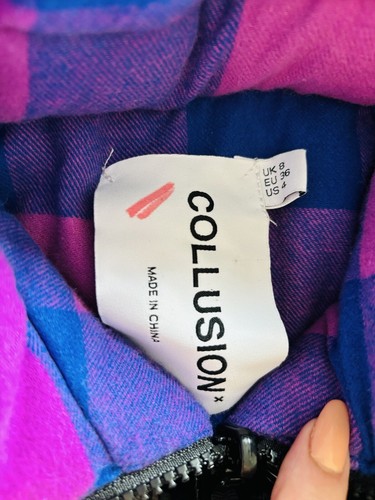 COLLUSION x
MADE IN CHINA
UK 8
EU 36
US 4